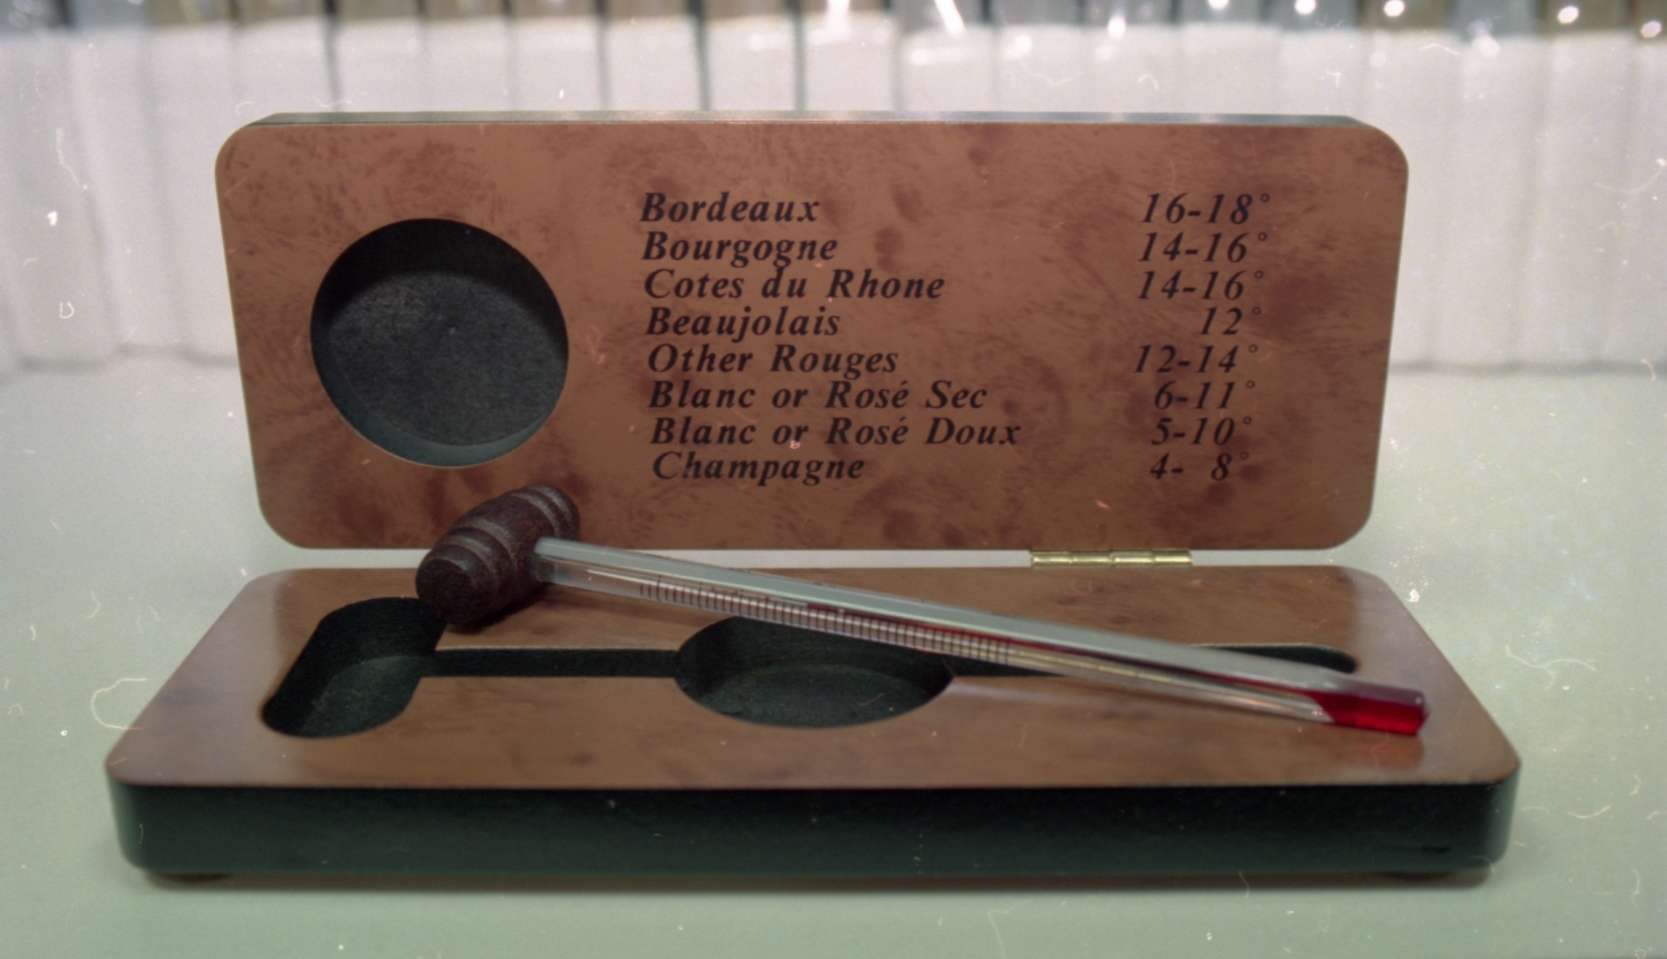 Bordeaux 16-18°
Bourgogne 14-16°
Cotes du Rhone 14-16°
Beaujolais 12°
Other Rouges 12-14°
Blanc or Rosé Sec 6-11°
Blanc or Rosé Doux 5-10°
Champagne 4- 8°